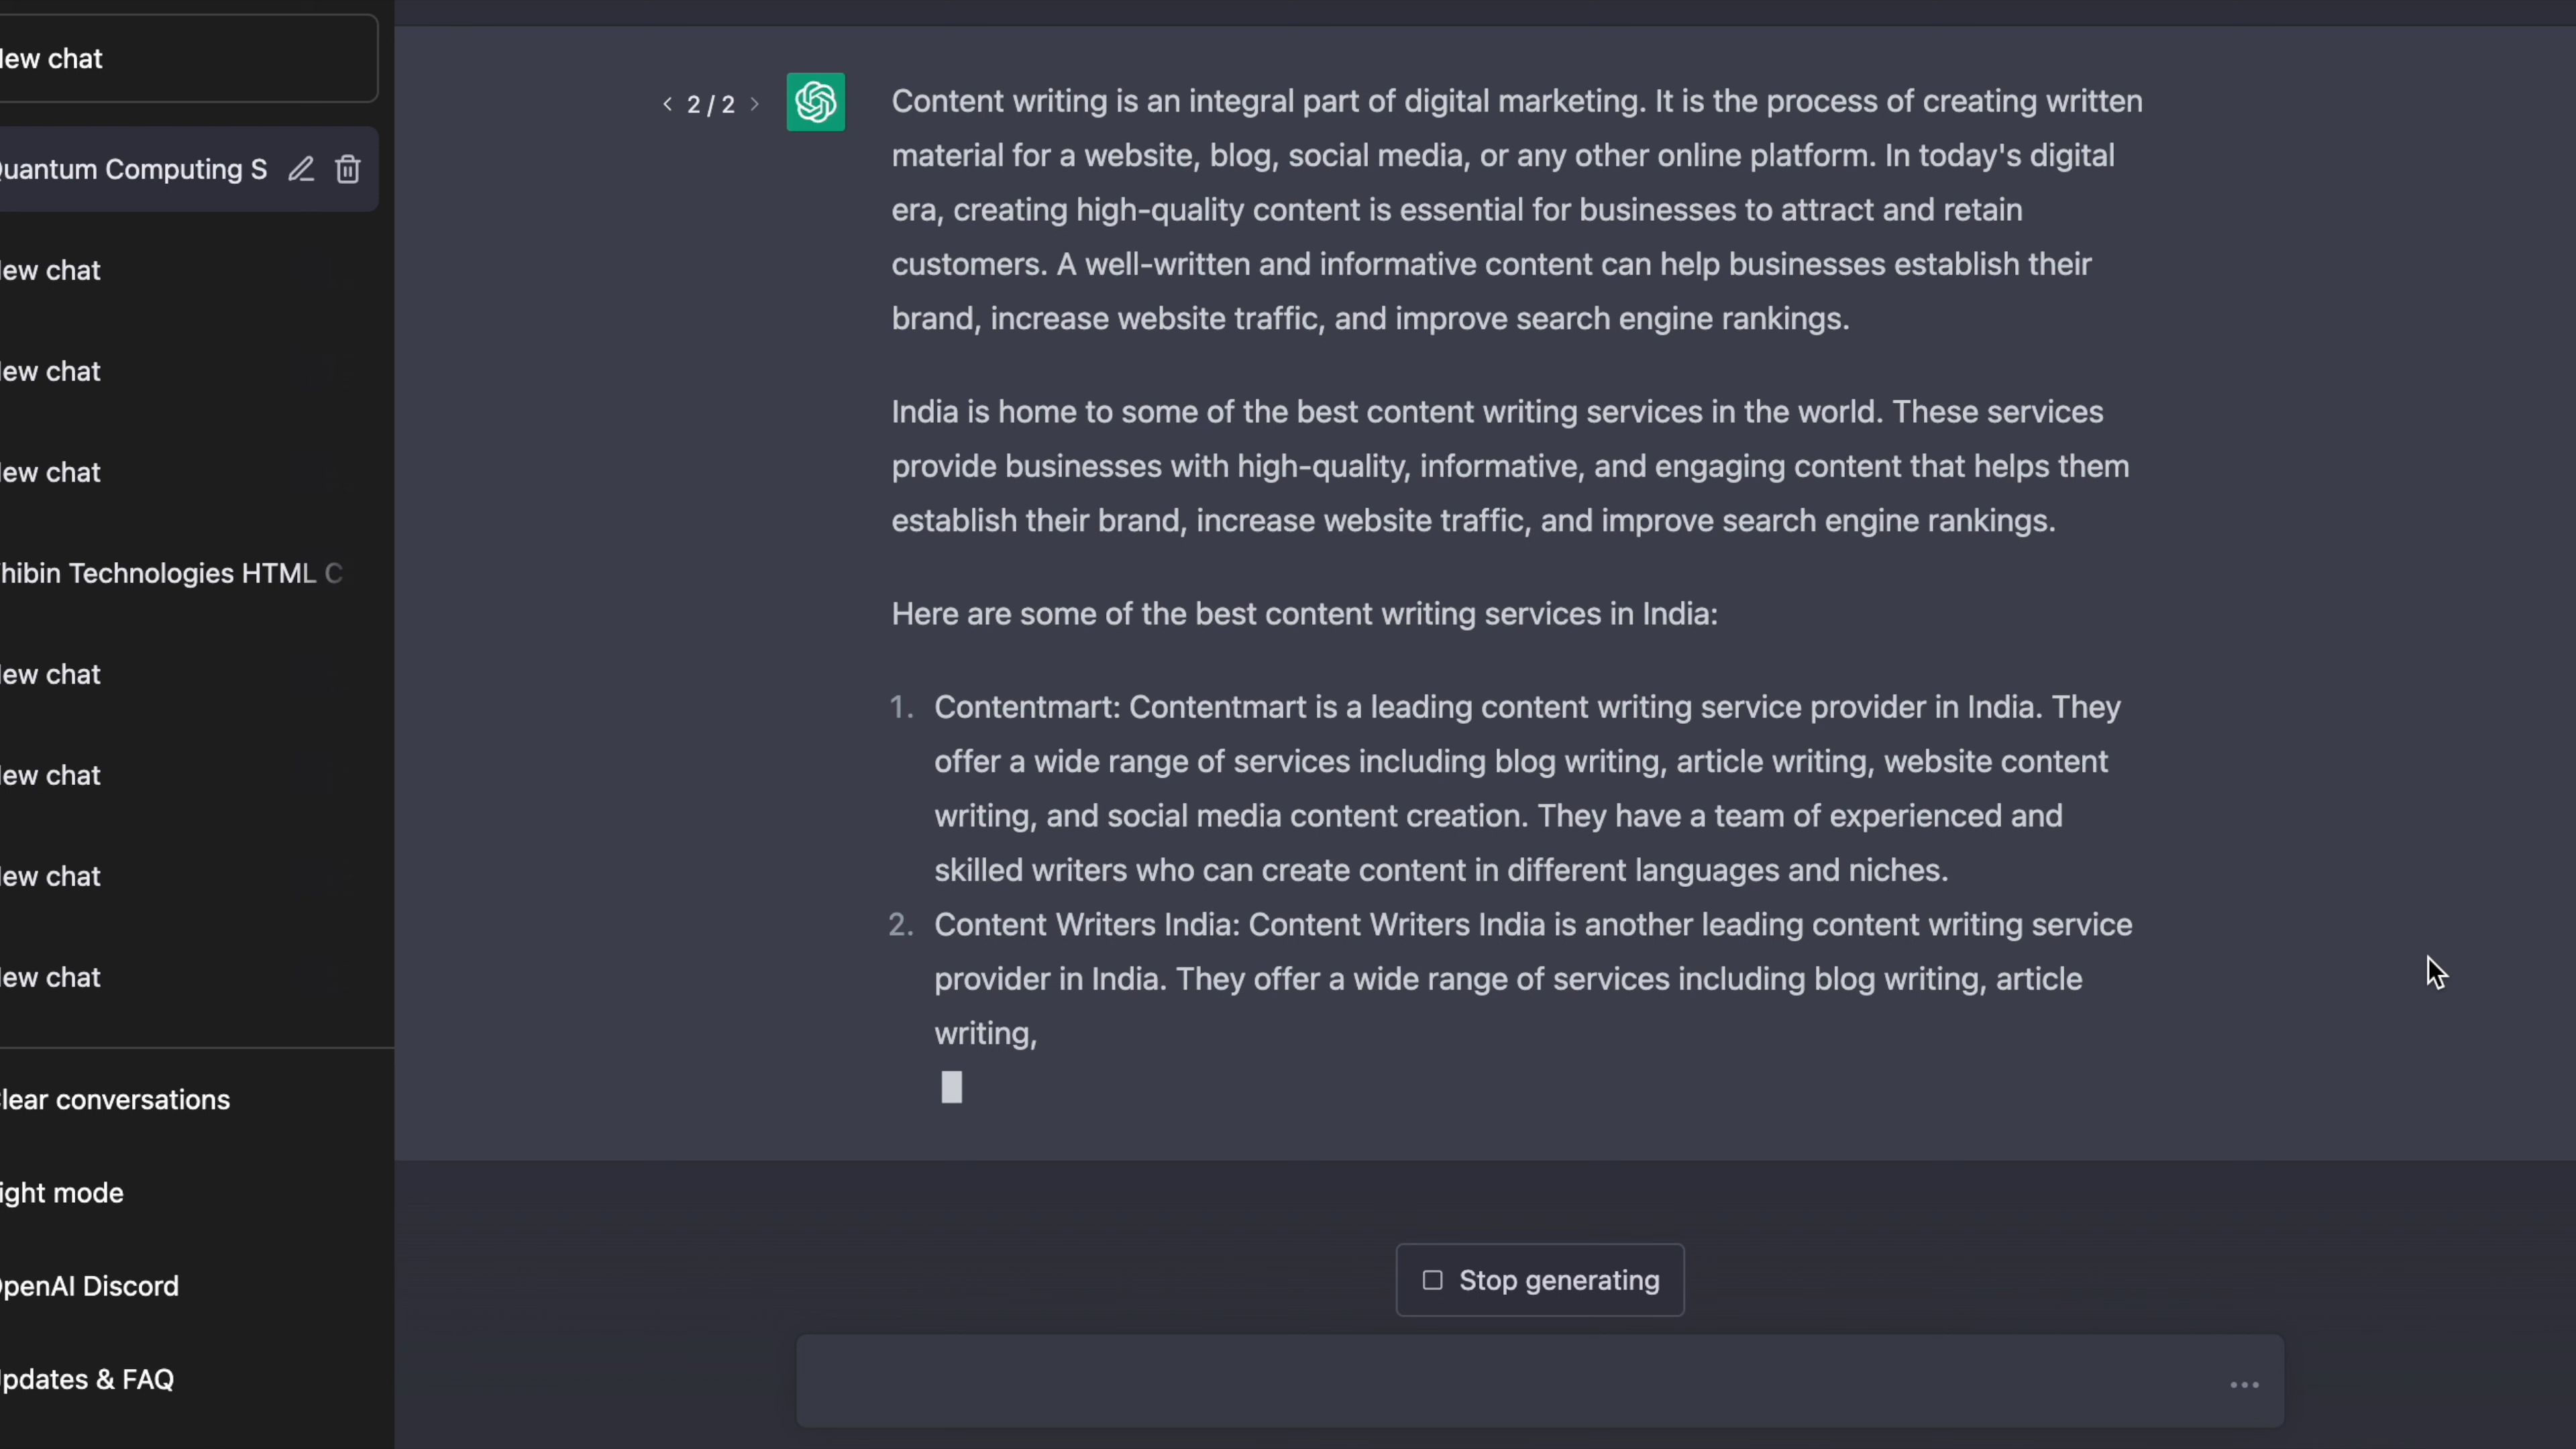 ew chat
uantum Computing S
ew chat
ew chat
ew chat
hibin Technologies HTML C
ew chat
ew chat
ew chat
ew chat
lear conversations
ight mode
penAI Discord
pdates & FAQ
< 2 / 2 >
Content writing is an integral part of digital marketing. It is the process of creating written
material for a website, blog, social media, or any other online platform. In today's digital
era, creating high-quality content is essential for businesses to attract and retain
customers. A well-written and informative content can help businesses establish their
brand, increase website traffic, and improve search engine rankings.
India is home to some of the best content writing services in the world. These services
provide businesses with high-quality, informative, and engaging content that helps them
establish their brand, increase website traffic, and improve search engine rankings.
Here are some of the best content writing services in India:
1. Contentmart: Contentmart is a leading content writing service provider in India. They
offer a wide range of services including blog writing, article writing, website content
writing, and social media content creation. They have a team of experienced and
skilled writers who can create content in different languages and niches.
2. Content Writers India: Content Writers India is another leading content writing service
provider in India. They offer a wide range of services including blog writing, article
writing,
Stop generating